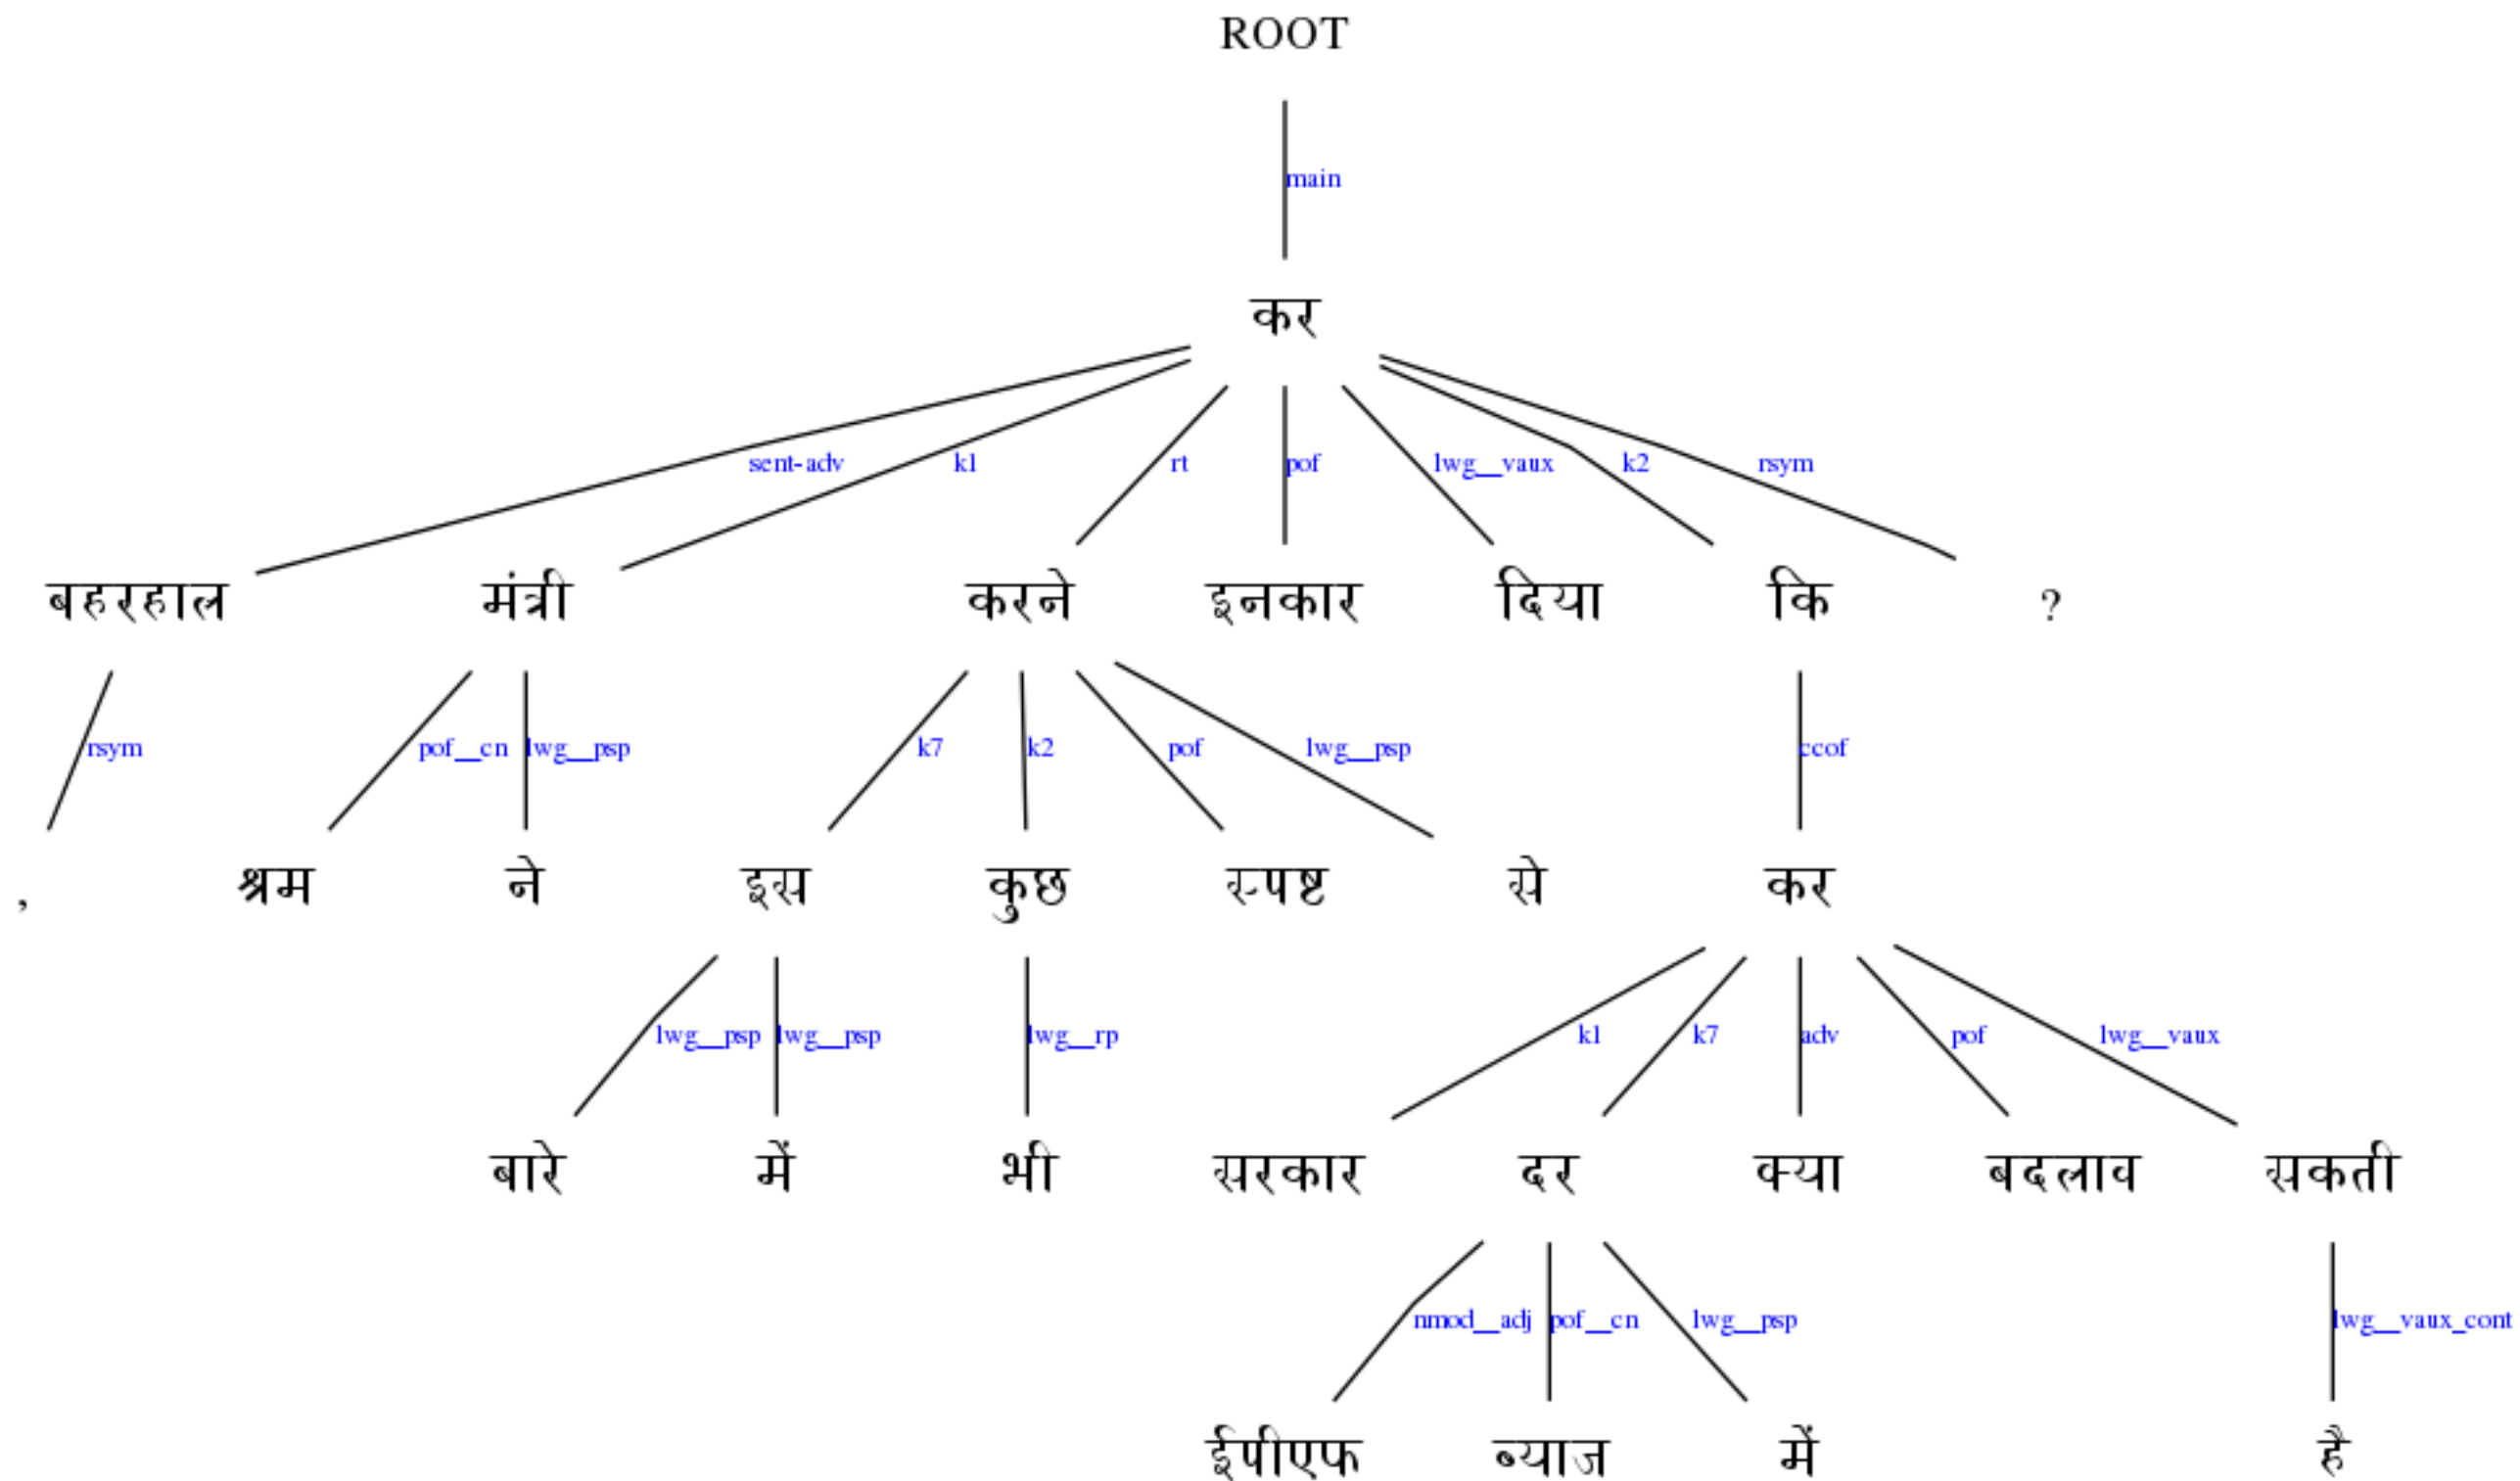 ROOT
main
कर
sent-adv k1 rt pof lwg__vaux k2 rsym
बहरहाल मंत्री करने इनकार दिया कि ?
rsym pof__cn lwg__psp k7 k2 pof lwg__psp ccof
, श्रम ने इस कुछ स्पष्ट से कर
lwg__psp lwg__psp lwg__rp k1 k7 adv pof lwg__vaux
बारे में भी सरकार दर क्या बदलाव सकती
nmod__adj pof__cn lwg__psp lwg__vaux_cont
ईपीएफ ब्याज में है